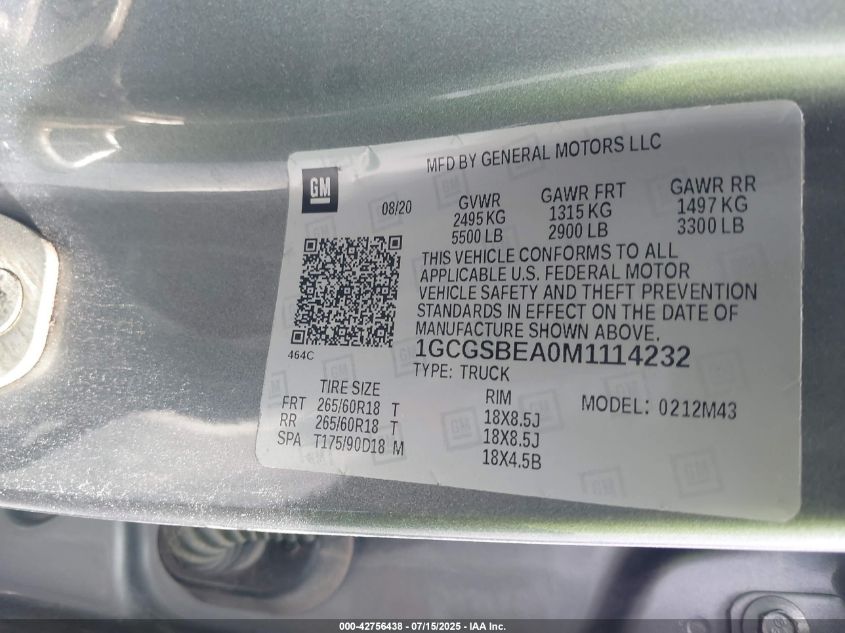 MFD BY GENERAL MOTORS LLC
GM
08/20
GVWR
2495 KG
5500 LB
GAWR FRT
1315 KG
2900 LB
GAWR RR
1497 KG
3300 LB
THIS VEHICLE CONFORMS TO ALL
APPLICABLE U.S. FEDERAL MOTOR
VEHICLE SAFETY AND THEFT PREVENTION
STANDARDS IN EFFECT ON THE DATE OF
MANUFACTURE SHOWN ABOVE.
464C
1GCGSBEA0M1114232
TYPE: TRUCK
TIRE SIZE
FRT 265/60R18 T
RR 265/60R18 T
SPA T175/90D18 M
RIM
18X8.5J
18X8.5J
18X4.5B
MODEL: 0212M43
000-42756438 - 07/15/2025 - IAA Inc.